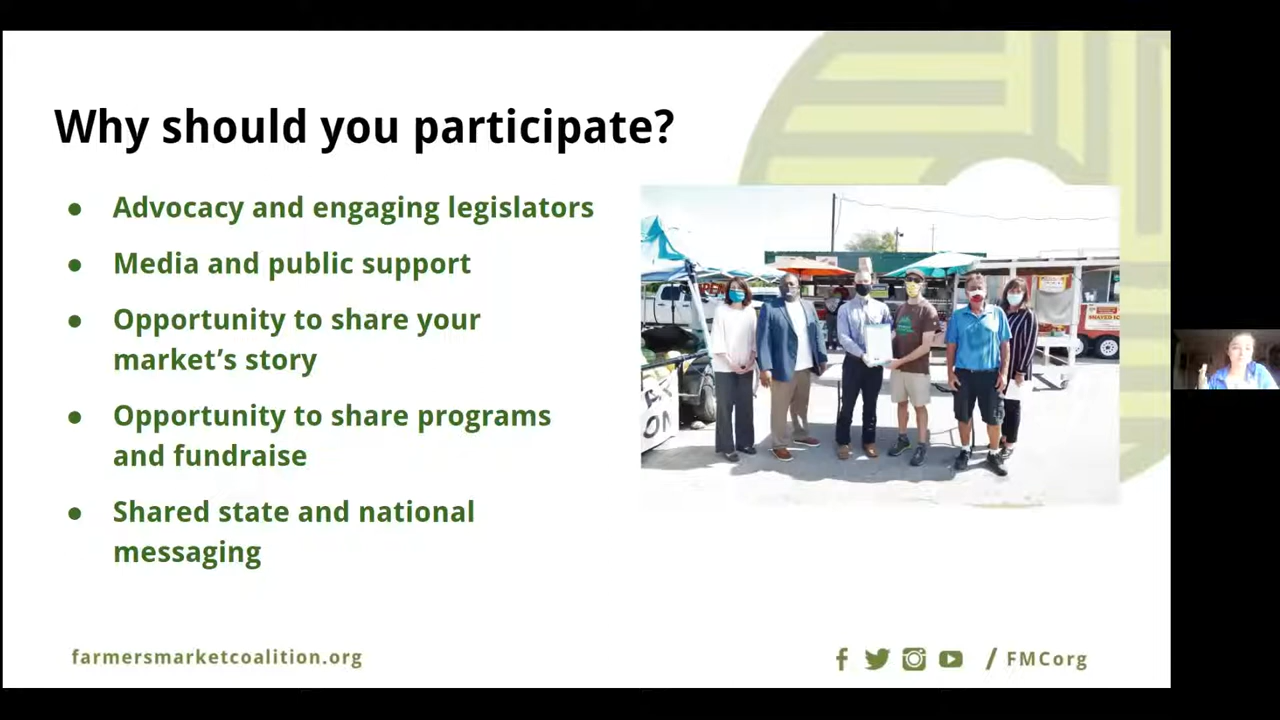 Why should you participate?
● Advocacy and engaging legislators
● Media and public support
● Opportunity to share your
market's story
● Opportunity to share programs
and fundraise
● Shared state and national
messaging
farmersmarketcoalition.org
/ FMCorg